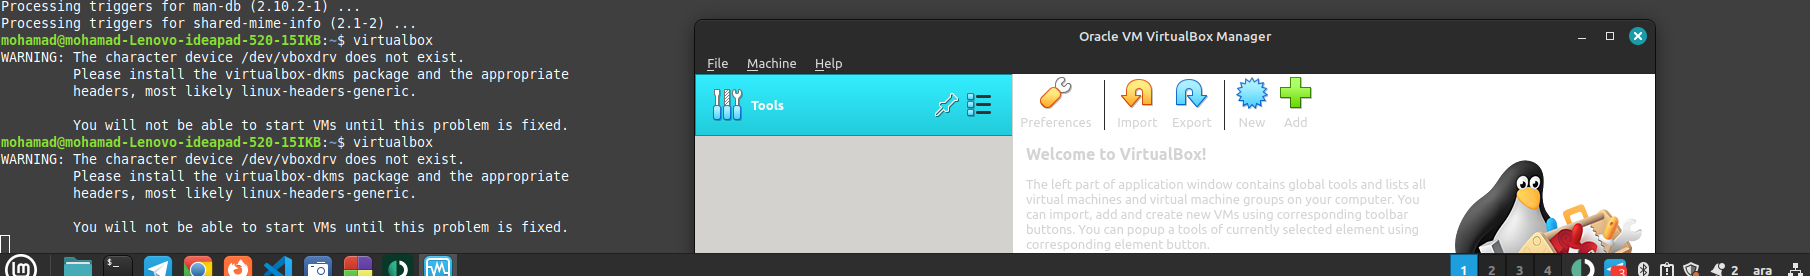 Processing triggers for man-db (2.10.2-1) ...
Processing triggers for shared-mime-info (2.1-2) ...
mohamad@mohamad-Lenovo-ideapad-520-15IKB:~$ virtualbox
WARNING: The character device /dev/vboxdrv does not exist.
Please install the virtualbox-dkms package and the appropriate
headers, most likely linux-headers-generic.
You will not be able to start VMs until this problem is fixed.
mohamad@mohamad-Lenovo-ideapad-520-15IKB:~$ virtualbox
WARNING: The character device /dev/vboxdrv does not exist.
Please install the virtualbox-dkms package and the appropriate
headers, most likely linux-headers-generic.
You will not be able to start VMs until this problem is fixed.
Oracle VM VirtualBox Manager
File Machine Help
Tools
Preferences Import Export New Add
Welcome to VirtualBox!
The left part of application window contains global tools and lists all
virtual machines and virtual machine groups on your computer. You
can import, add and create new VMs using corresponding toolbar
buttons. You can popup a tools of currently selected element using
corresponding element button.
1 2 3 4 3 2 ara